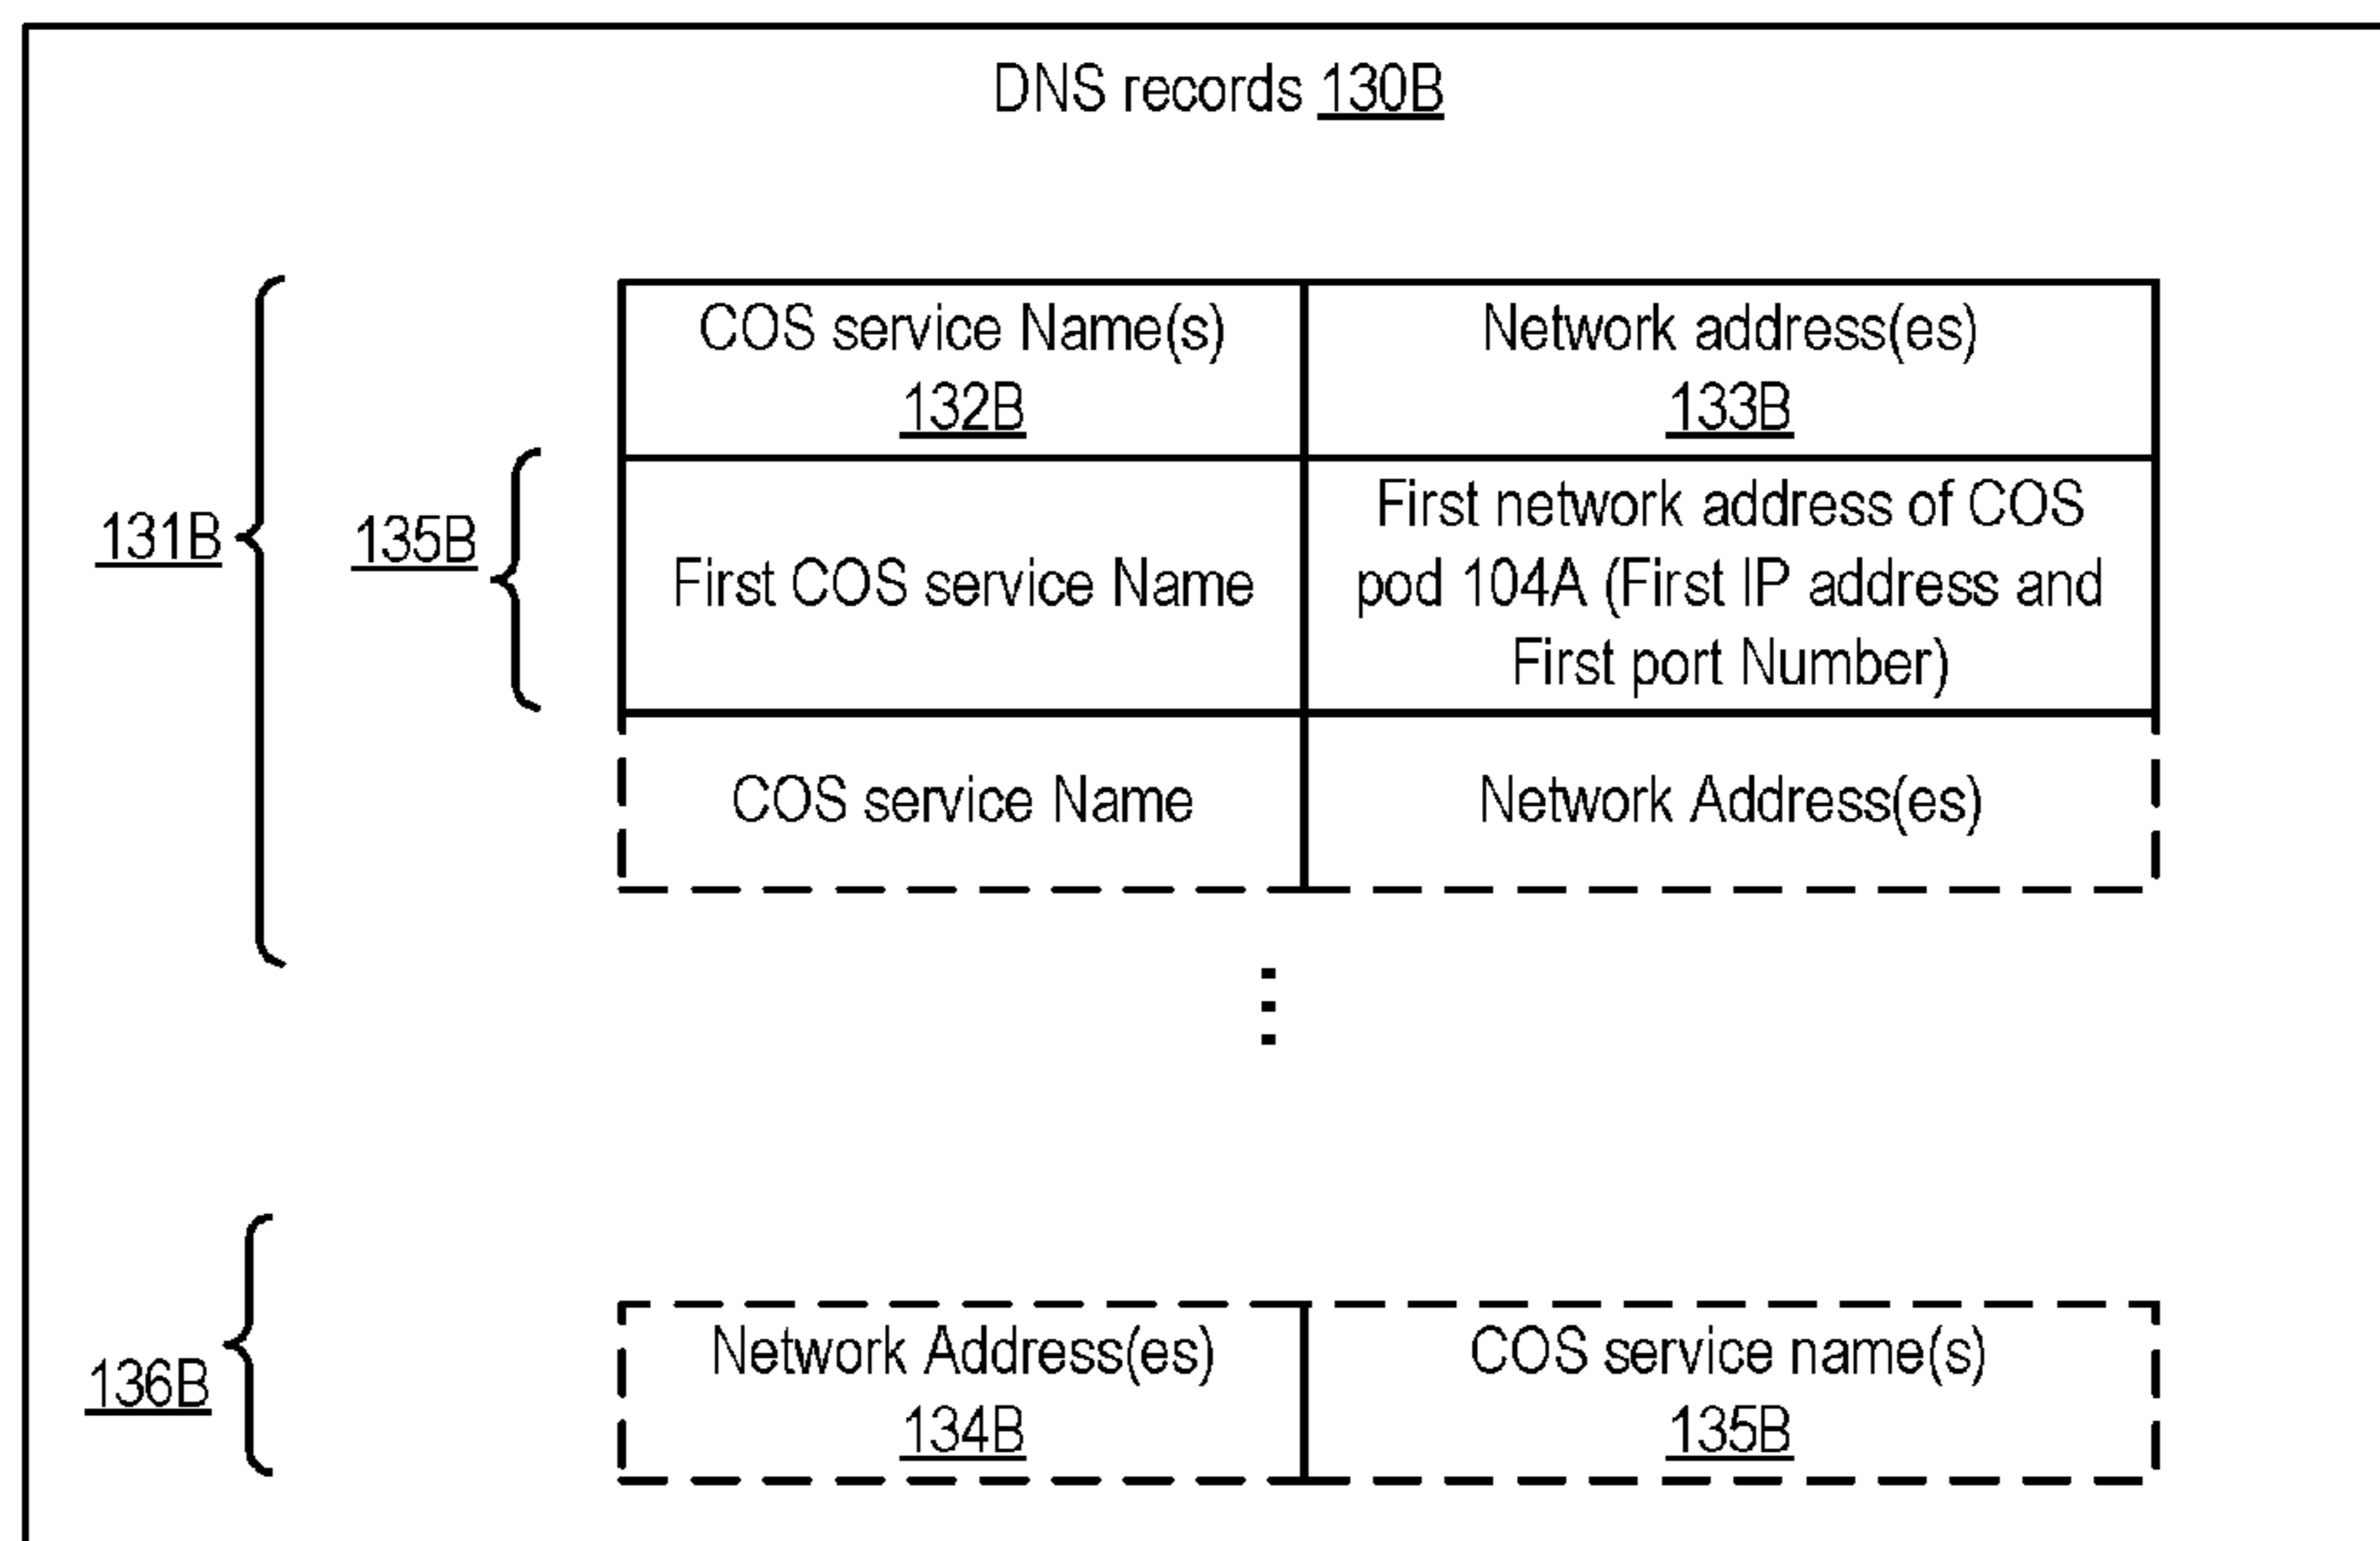 DNS records 130B
COS service Name(s)
132B
Network address(es)
133B
131B
135B
First COS service Name
First network address of COS
pod 104A (First IP address and
First port Number)
COS service Name
Network Address(es)
136B
Network Address(es)
134B
COS service name(s)
135B